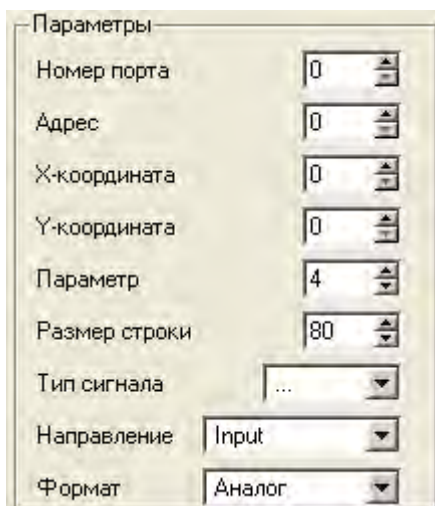 Параметры
Номер порта 0
Адрес 0
X-координата 0
Y-координата 0
Параметр 4
Размер строки 80
Тип сигнала ...
Направление Input
Формат Аналог